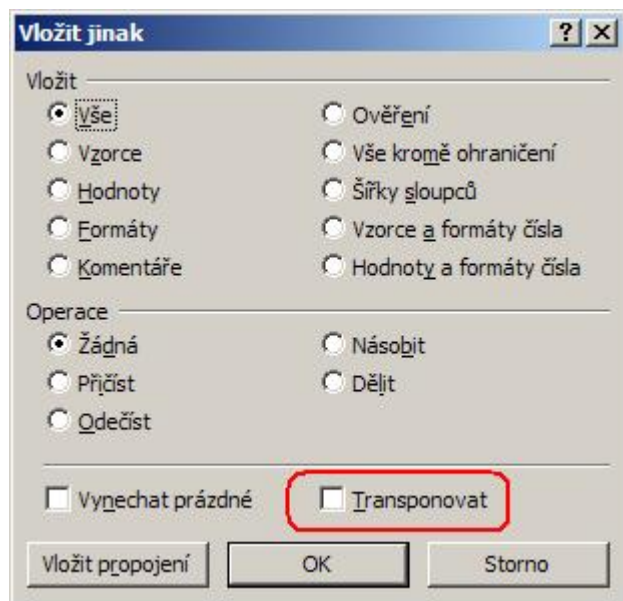 Vložit jinak
Vložit
Vše
Ověření
Vzorce
Vše kromě ohraničení
Hodnoty
Šířky sloupců
Formáty
Vzorce a formáty čísla
Komentáře
Hodnoty a formáty čísla
Operace
Žádná
Násobit
Přičíst
Dělit
Odečíst
Vynechat prázdné
Transponovat
Vložit propojení
OK
Storno